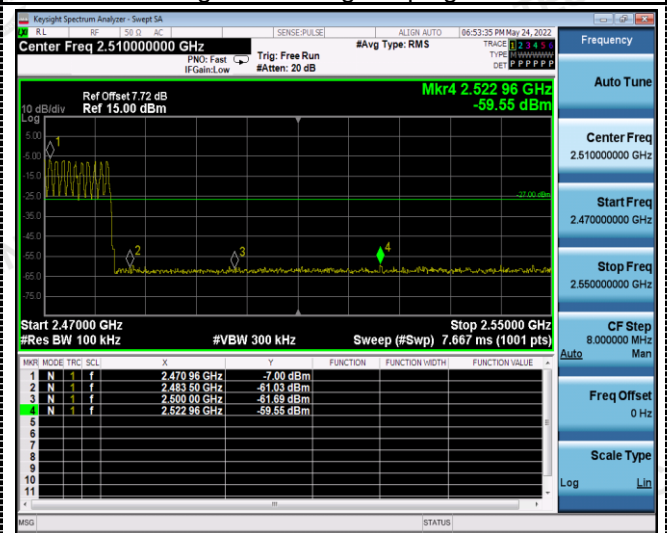 Keysight Spectrum Analyzer - Swept SA
RL RF 50 Ω AC SENSE:PULSE ALIGN AUTO 06:53:35 PM May 24, 2022
Center Freq 2.510000000 GHz #Avg Type: RMS TRACE 1 2 3 4 5 6
PNO: Fast Trig: Free Run TYPE M WWWWW
IFGain:Low #Atten: 20 dB DET P P P P P P
Frequency
Auto Tune
Center Freq
2.510000000 GHz
Start Freq
2.470000000 GHz
Stop Freq
2.550000000 GHz
CF Step
8.000000 MHz
Auto Man
Freq Offset
0 Hz
Scale Type
Log Lin
Mkr4 2.522 96 GHz
-59.55 dBm
Ref Offset 7.72 dB
10 dB/div Ref 15.00 dBm
Log
5.00
-5.00
-15.0
-25.0
-35.0
-45.0
-55.0
-65.0
-75.0
-27.00 dBm
1
2
3
4
Start 2.47000 GHz Stop 2.55000 GHz
#Res BW 100 kHz #VBW 300 kHz Sweep (#Swp) 7.667 ms (1001 pts)
MKR MODE TRC SCL X Y FUNCTION FUNCTION WIDTH FUNCTION VALUE
1 N 1 f 2.470 96 GHz -7.00 dBm
2 N 1 f 2.483 50 GHz -61.03 dBm
3 N 1 f 2.500 00 GHz -61.69 dBm
4 N 1 f 2.522 96 GHz -59.55 dBm
5
6
7
8
9
10
11
MSG STATUS